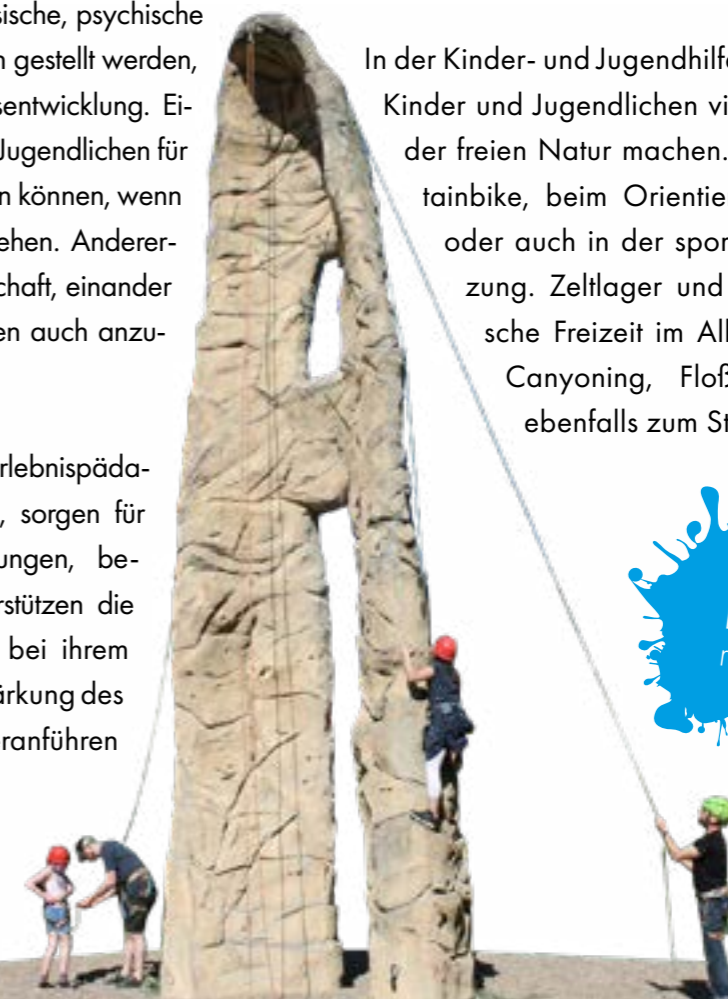 sische, psychische
n gestellt werden,
sentwicklung. Ei-
Jugendlichen für
n können, wenn
ehen. Anderer-
chaft, einander
en auch anzu-
rlebnispäda-
, sorgen für
ungen, be-
rstützen die
bei ihrem
ärkung des
ranführen
In der Kinder- und Jugendhilfe
Kinder und Jugendlichen vi
der freien Natur machen.
tainbike, beim Orientie
oder auch in der spor
zung. Zeltlager und
sche Freizeit im All
Canyoning, Floß
ebenfalls zum St